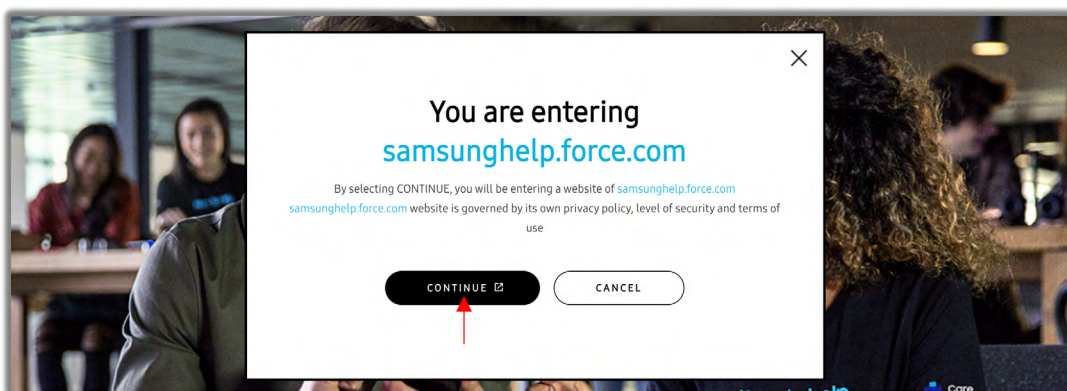 You are entering
samsunghelp.force.com
By selecting CONTINUE, you will be entering a website of samsunghelp.force.com
samsunghelp.force.com website is governed by its own privacy policy, level of security and terms of
use
CONTINUE
CANCEL
Care